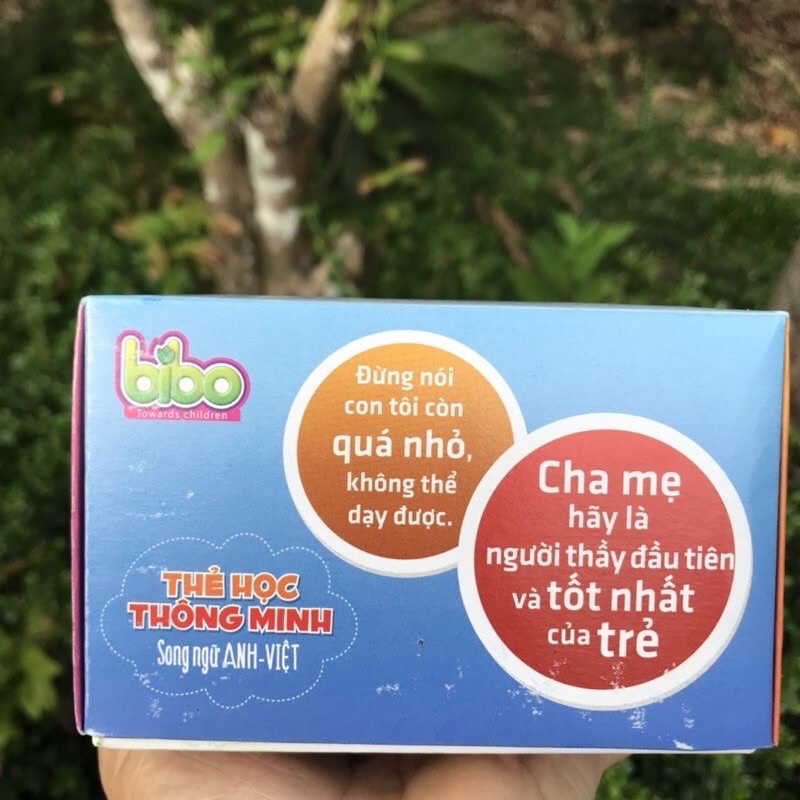 bibo
Towards children
Đừng nói
con tôi còn
quá nhỏ,
không thể
dạy được.
Cha mẹ
hãy là
người thầy đầu tiên
và tốt nhất
của trẻ
THẺ HỌC
THÔNG MINH
Song ngữ ANH-VIỆT